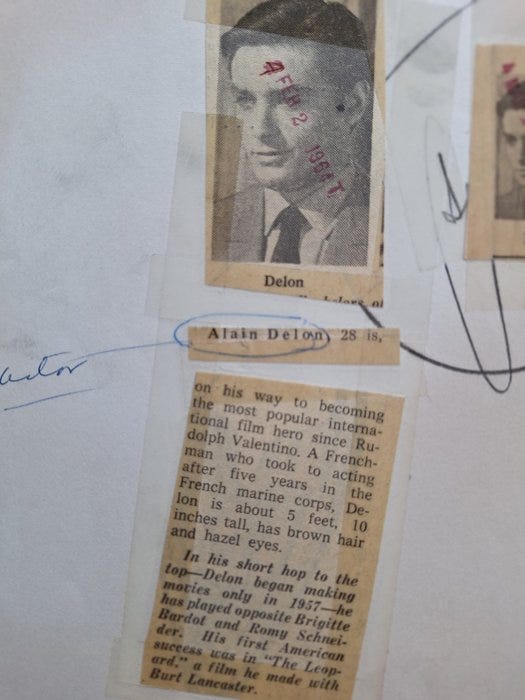 FEB 2 1964 T
Delon
Alain Delon, 28 is,
actor
on his way to becoming
the most popular interna-
tional film hero since Ru-
dolph Valentino. A French-
man who took to acting
after five years in the
French marine corps, De-
lon is about 5 feet, 10
inches tall, has brown hair
and hazel eyes.
In his short hop to the
top—Delon began making
movies only in 1957—he
has played opposite Brigitte
Bardot and Romy Schnei-
der. His first American
success was in "The Leop-
ard," a film he made with
Burt Lancaster.